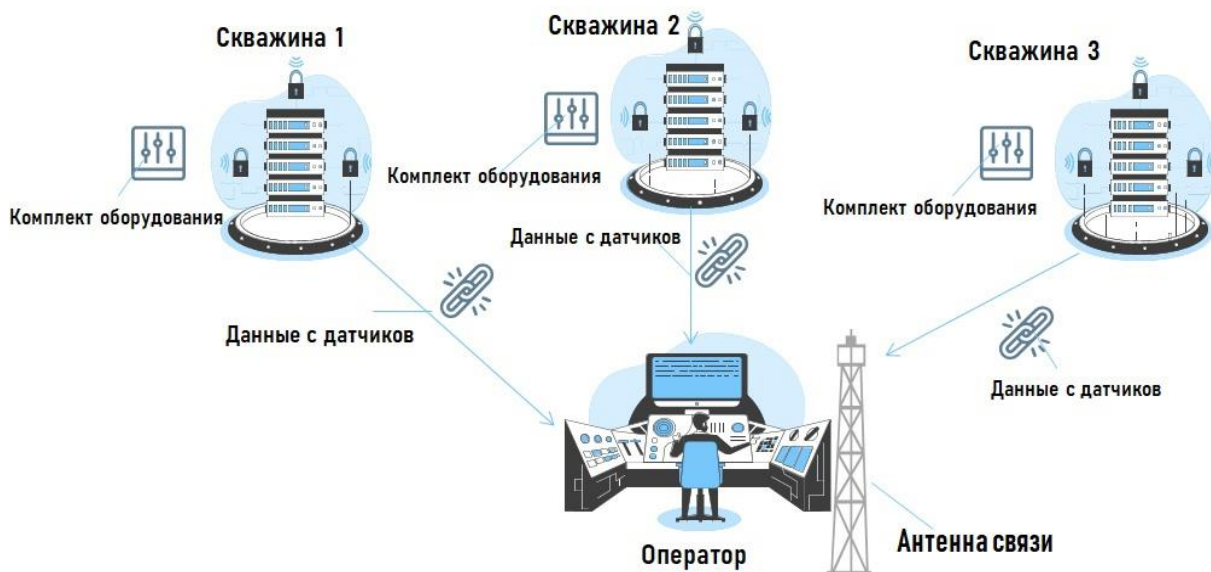 Скважина 1
Скважина 2
Скважина 3
Комплект оборудования
Комплект оборудования
Комплект оборудования
Данные с датчиков
Данные с датчиков
Данные с датчиков
Оператор
Антенна связи